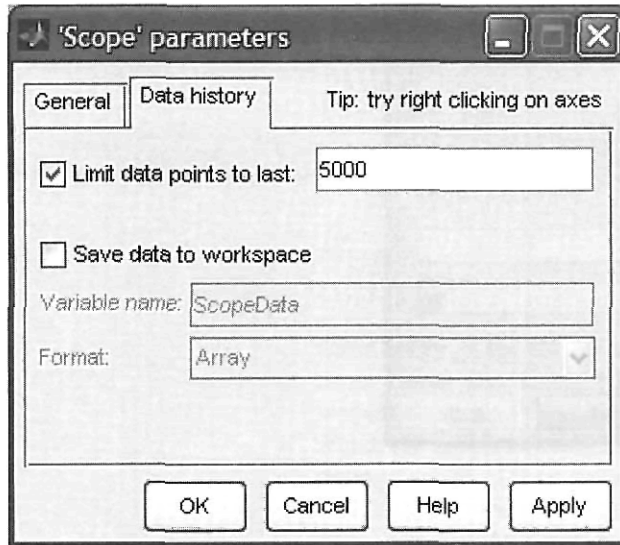 'Scope' parameters
General Data history Tip: try right clicking on axes
Limit data points to last: 5000
Save data to workspace
Variable name: ScopeData
Format: Array
OK Cancel Help Apply